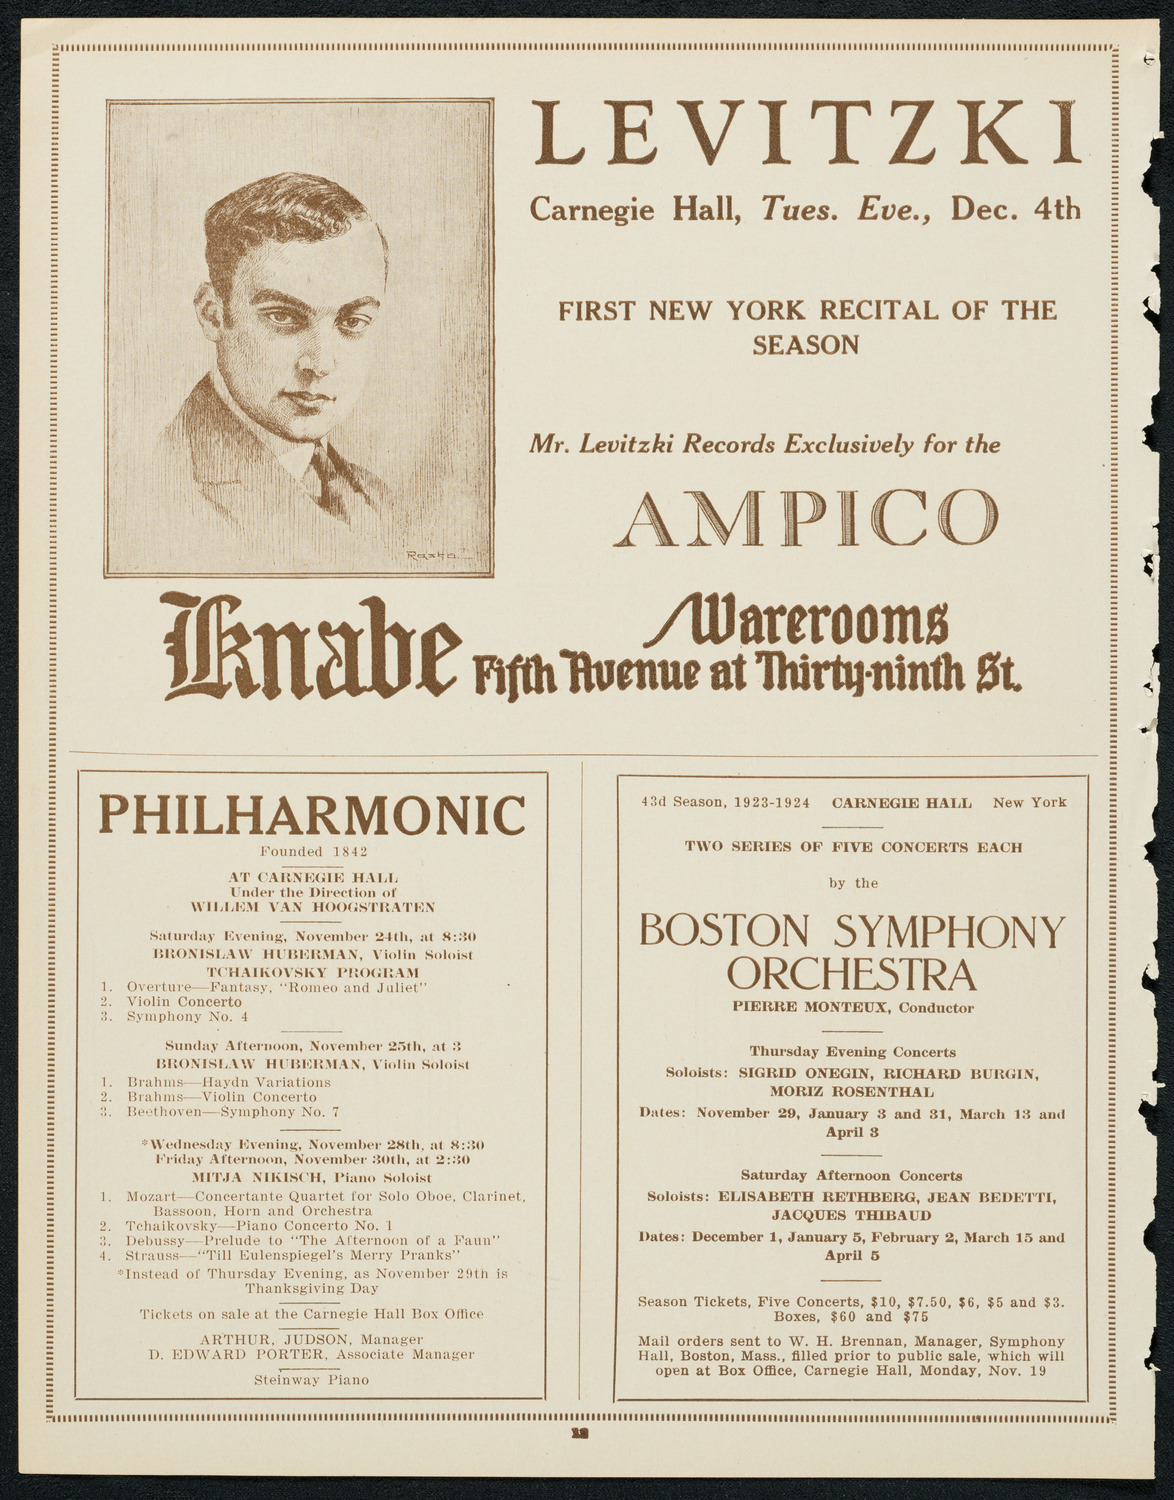 LEVITZKI
Carnegie Hall, Tues. Eve., Dec. 4th
FIRST NEW YORK RECITAL OF THE
SEASON
Mr. Levitzki Records Exclusively for the
AMPICO
Knabe Warerooms
Fifth Avenue at Thirty-ninth St.
PHILHARMONIC
Founded 1842
AT CARNEGIE HALL
Under the Direction of
WILLEM VAN HOOGSTRATEN
Saturday Evening, November 24th, at 8:30
BRONISLAW HUBERMAN, Violin Soloist
TCHAIKOVSKY PROGRAM
1. Overture—Fantasy, "Romeo and Juliet"
2. Violin Concerto
3. Symphony No. 4
Sunday Afternoon, November 25th, at 3
BRONISLAW HUBERMAN, Violin Soloist
1. Brahms—Haydn Variations
2. Brahms—Violin Concerto
3. Beethoven—Symphony No. 7
*Wednesday Evening, November 28th, at 8:30
Friday Afternoon, November 30th, at 2:30
MITJA NIKISCH, Piano Soloist
1. Mozart—Concertante Quartet for Solo Oboe, Clarinet,
Bassoon, Horn and Orchestra
2. Tchaikovsky—Piano Concerto No. 1
3. Debussy—Prelude to "The Afternoon of a Faun"
4. Strauss—"Till Eulenspiegel's Merry Pranks"
*Instead of Thursday Evening, as November 29th is
Thanksgiving Day
Tickets on sale at the Carnegie Hall Box Office
ARTHUR, JUDSON, Manager
D. EDWARD PORTER, Associate Manager
Steinway Piano
43d Season, 1923-1924 CARNEGIE HALL New York
TWO SERIES OF FIVE CONCERTS EACH
by the
BOSTON SYMPHONY
ORCHESTRA
PIERRE MONTEUX, Conductor
Thursday Evening Concerts
Soloists: SIGRID ONEGIN, RICHARD BURGIN,
MORIZ ROSENTHAL
Dates: November 29, January 3 and 31, March 13 and
April 3
Saturday Afternoon Concerts
Soloists: ELISABETH RETHBERG, JEAN BEDETTI,
JACQUES THIBAUD
Dates: December 1, January 5, February 2, March 15 and
April 5
Season Tickets, Five Concerts, $10, $7.50, $6, $5 and $3.
Boxes, $60 and $75
Mail orders sent to W. H. Brennan, Manager, Symphony
Hall, Boston, Mass., filled prior to public sale, which will
open at Box Office, Carnegie Hall, Monday, Nov. 19